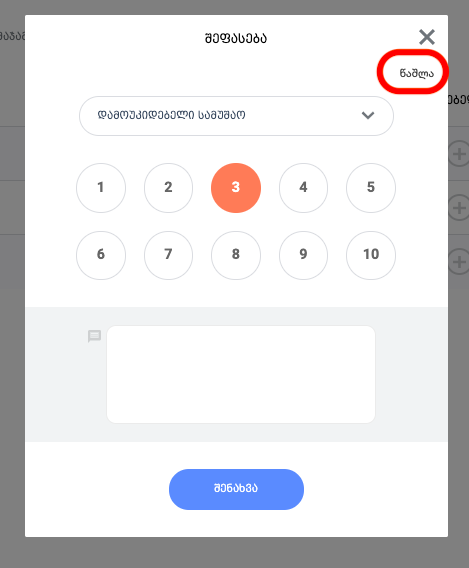 შეფასება
წაშლა
დამოუკიდებელი სამუშაო
1 2 3 4 5
6 7 8 9 10
შენახვა